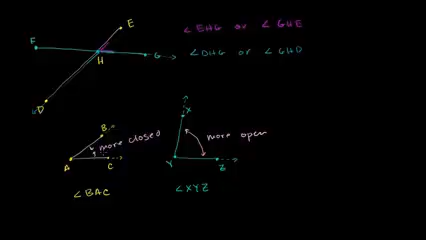 E
∠ EHG or ∠ GHE
F
H
G
∠ DHG or ∠ GHD
D
X
B
more closed
more open
A
C
Y
Z
∠ BAC
∠ XYZ